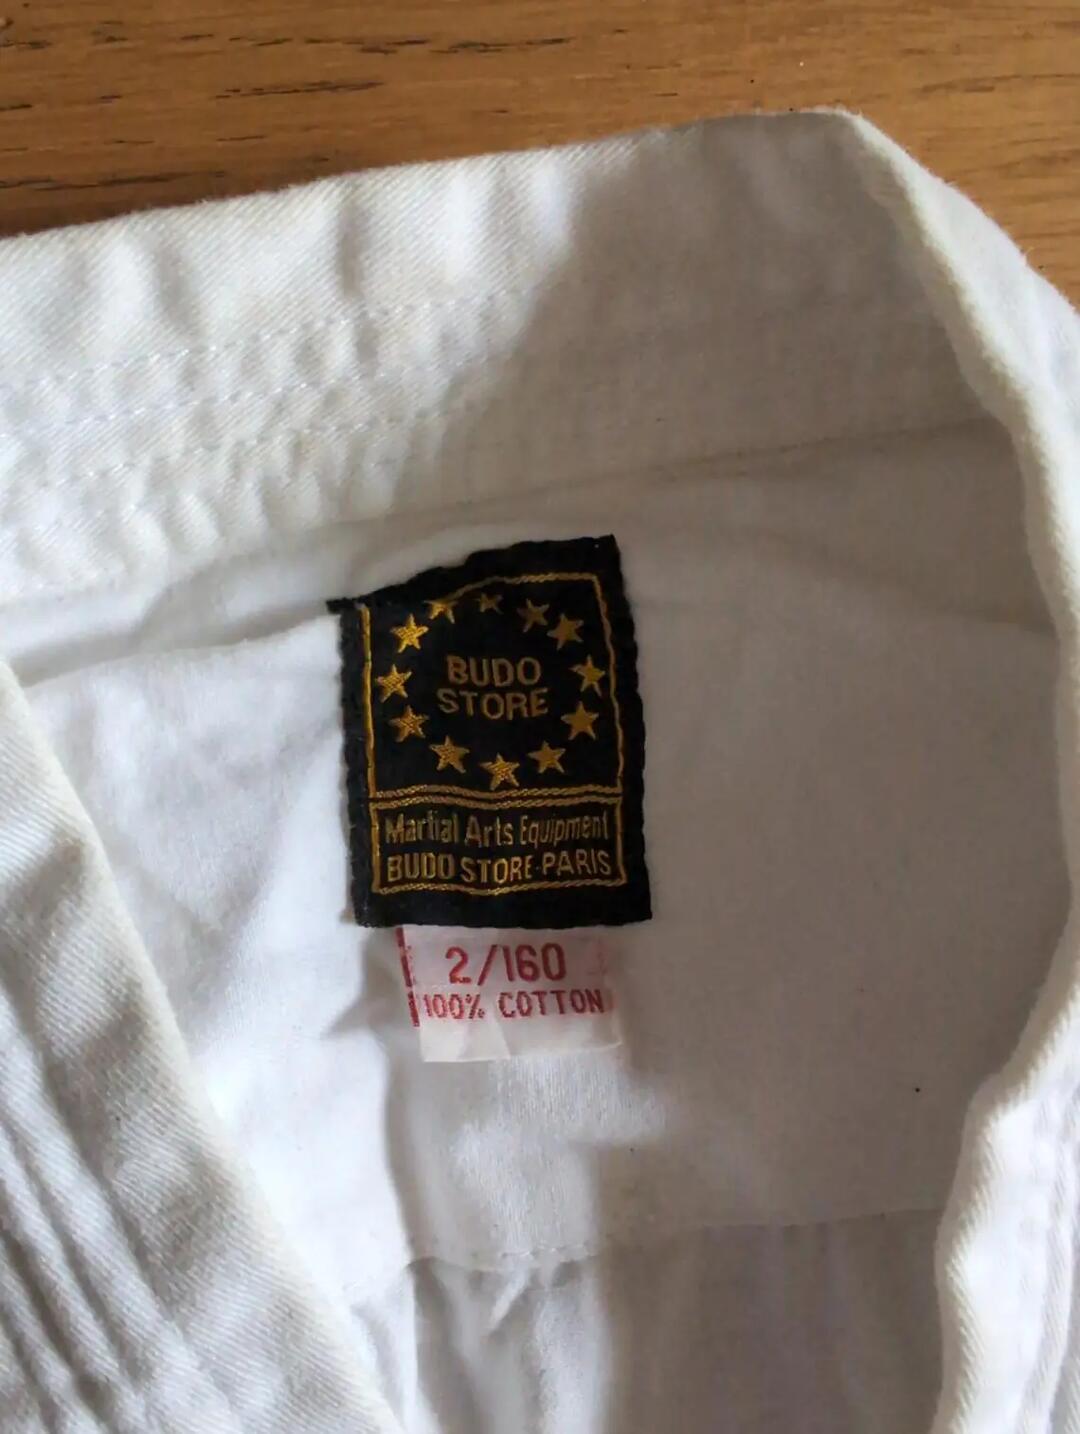 BUDO
STORE
Martial Arts Equipment
BUDO STORE-PARIS
2/160
100% COTTON